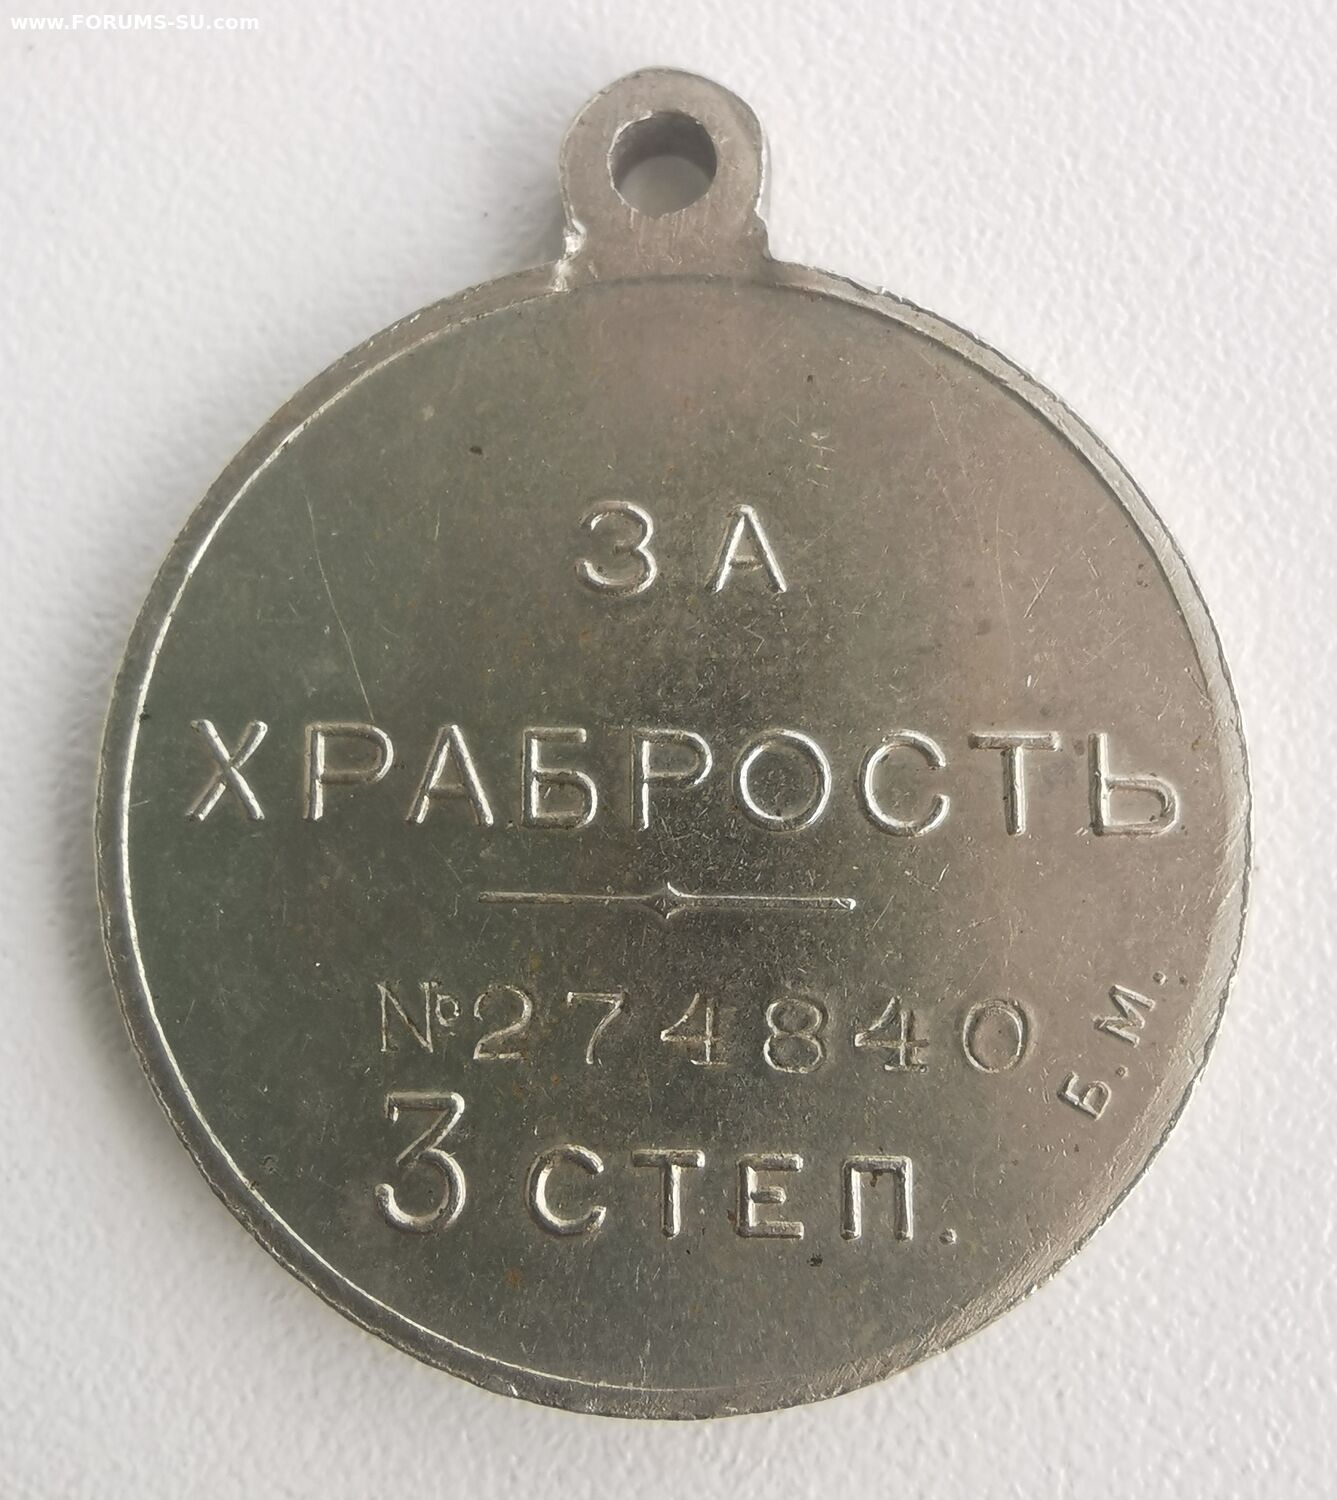 www.FORUMS-SU.com
ЗА
ХРАБРОСТЬ
№274840
Б.М.
3 СТЕП.